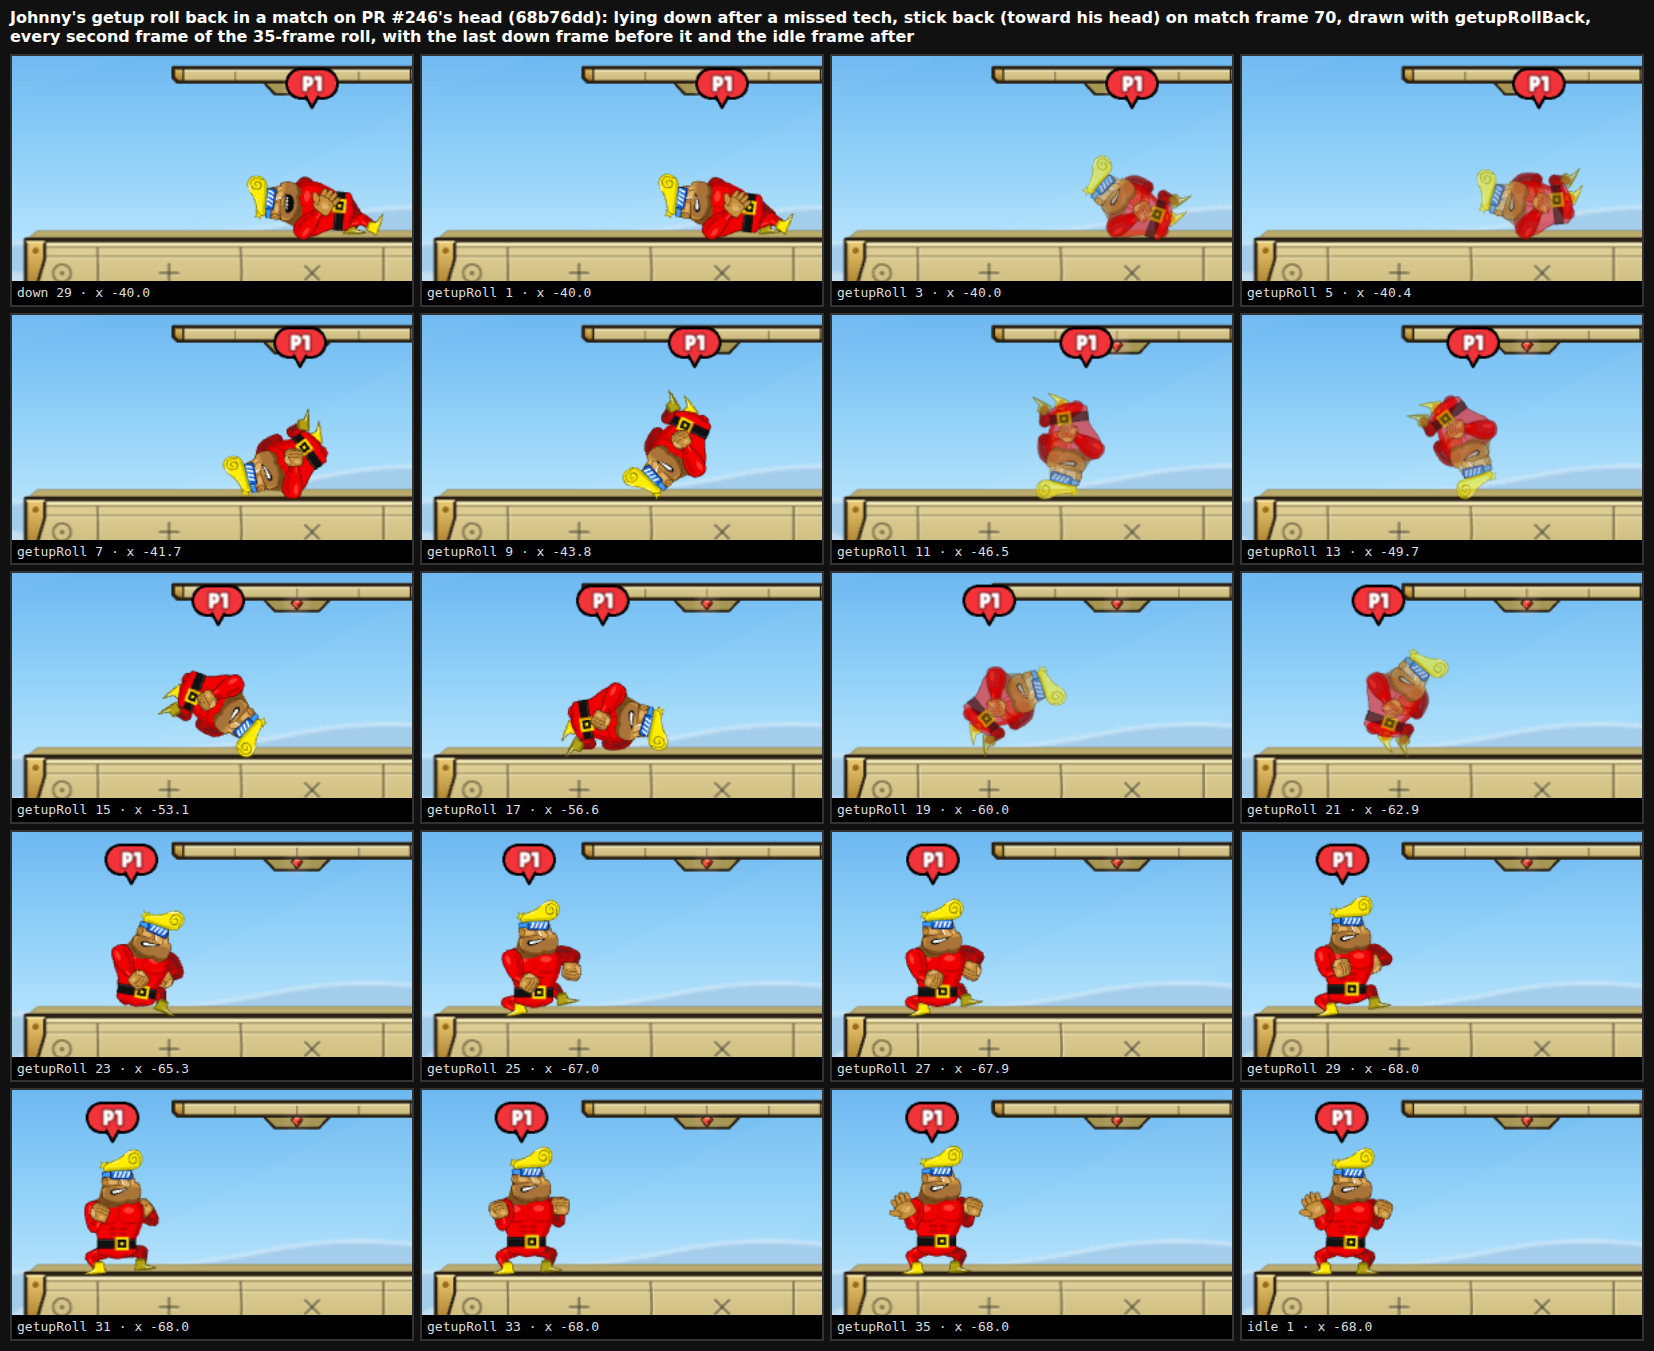 Johnny's getup roll back in a match on PR #246's head (68b76dd): lying down after a missed tech, stick back (toward his head) on match frame 70, drawn with getupRollBack,
every second frame of the 35-frame roll, with the last down frame before it and the idle frame after
P1 P1 P1 P1
down 29 · x -40.0
getupRoll 1 · x -40.0
getupRoll 3 · x -40.0
getupRoll 5 · x -40.4
P1 P1 P1 P1
getupRoll 7 · x -41.7
getupRoll 9 · x -43.8
getupRoll 11 · x -46.5
getupRoll 13 · x -49.7
P1 P1 P1 P1
getupRoll 15 · x -53.1
getupRoll 17 · x -56.6
getupRoll 19 · x -60.0
getupRoll 21 · x -62.9
P1 P1 P1 P1
getupRoll 23 · x -65.3
getupRoll 25 · x -67.0
getupRoll 27 · x -67.9
getupRoll 29 · x -68.0
P1 P1 P1 P1
getupRoll 31 · x -68.0
getupRoll 33 · x -68.0
getupRoll 35 · x -68.0
idle 1 · x -68.0